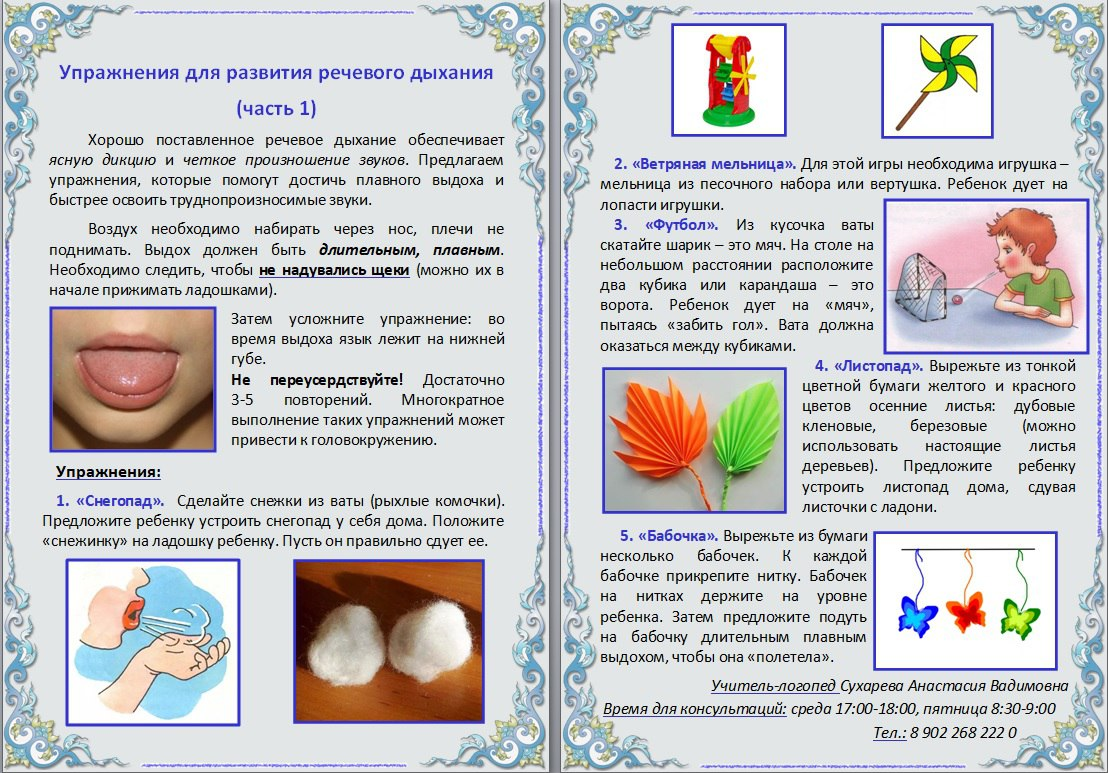 Упражнения для развития речевого дыхания
(часть 1)
Хорошо поставленное речевое дыхание обеспечивает
ясную дикцию и четкое произношение звуков. Предлагаем
упражнения, которые помогут достичь плавного выдоха и
быстрее освоить труднопроизносимые звуки.
Воздух необходимо набирать через нос, плечи не
поднимать. Выдох должен быть длительным, плавным.
Необходимо следить, чтобы не надувались щеки (можно их в
начале прижимать ладошками).
Затем усложните упражнение: во
время выдоха язык лежит на нижней
губе.
Не переусердствуйте! Достаточно
3-5 повторений. Многократное
выполнение таких упражнений может
привести к головокружению.
Упражнения:
1. «Снегопад». Сделайте снежки из ваты (рыхлые комочки).
Предложите ребенку устроить снегопад у себя дома. Положите
«снежинку» на ладошку ребенку. Пусть он правильно сдует ее.
2. «Ветряная мельница». Для этой игры необходима игрушка –
мельница из песочного набора или вертушка. Ребенок дует на
лопасти игрушки.
3. «Футбол». Из кусочка ваты
скатайте шарик – это мяч. На столе на
небольшом расстоянии расположите
два кубика или карандаша – это
ворота. Ребенок дует на «мяч»,
пытаясь «забить гол». Вата должна
оказаться между кубиками.
4. «Листопад». Вырежьте из тонкой
цветной бумаги желтого и красного
цветов осенние листья: дубовые
кленовые, березовые (можно
использовать настоящие листья
деревьев). Предложите ребенку
устроить листопад дома, сдувая
листочки с ладони.
5. «Бабочка». Вырежьте из бумаги
несколько бабочек. К каждой
бабочке прикрепите нитку. Бабочек
на нитках держите на уровне
ребенка. Затем предложите подуть
на бабочку длительным плавным
выдохом, чтобы она «полетела».
Учитель-логопед Сухарева Анастасия Вадимовна
Время для консультаций: среда 17:00-18:00, пятница 8:30-9:00
Тел.: 8 902 268 222 0